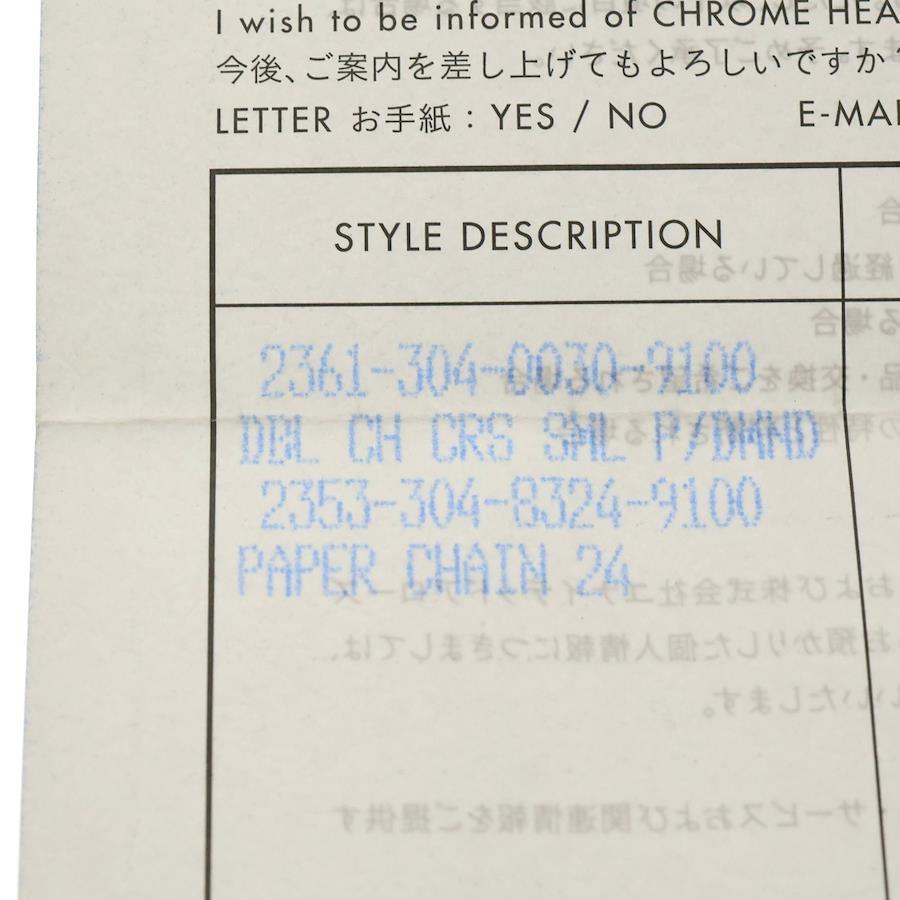 I wish to be informed of CHROME HEA
今後、ご案内を差し上げてもよろしいですか？
LETTER お手紙 : YES / NO E-MAI
STYLE DESCRIPTION
2361-304-0030-9100
DBL CH CRS SML P/DMND
2353-304-8324-9100
PAPER CHAIN 24